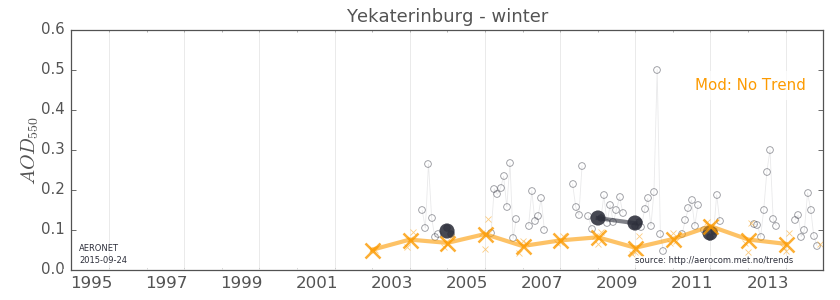 Yekaterinburg - winter
0.6
0.5
0.4
0.3
0.2
0.1
0.0
AOD550
Mod: No Trend
AERONET
2015-09-24
source: http://aerocom.met.no/trends
1995 1997 1999 2001 2003 2005 2007 2009 2011 2013